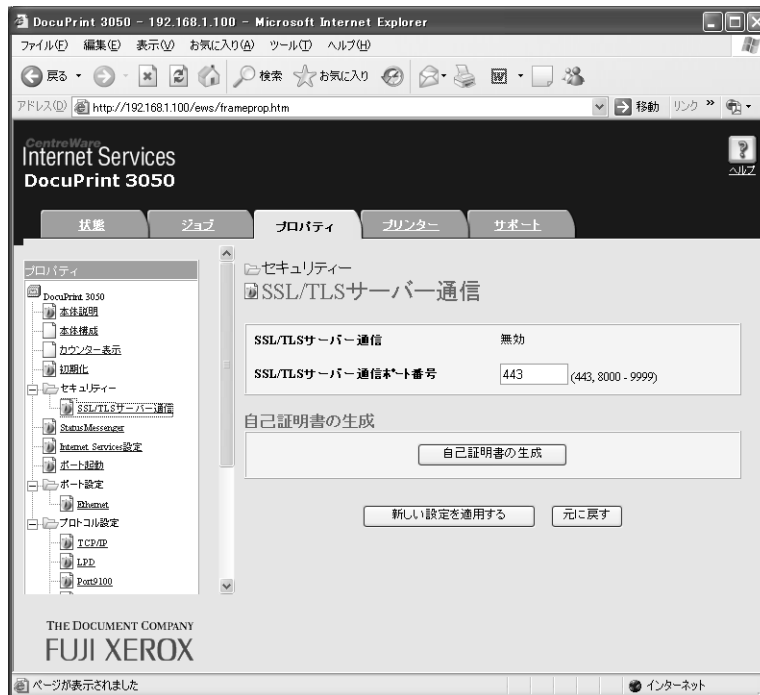 DocuPrint 3050 - 192.168.1.100 - Microsoft Internet Explorer
ファイル(F) 編集(E) 表示(V) お気に入り(A) ツール(T) ヘルプ(H)
戻る 検索 お気に入り
アドレス(D) http://192.168.1.100/ews/frameprop.htm 移動 リンク »
CentreWare
Internet Services
DocuPrint 3050
ヘルプ
状態 ジョブ プロパティ プリンター サポート
プロパティ
DocuPrint 3050
本体説明
本体構成
カウンター表示
初期化
セキュリティー
SSL/TLSサーバー通信
StatusMessenger
Internet Services設定
ポート起動
ポート設定
Ethernet
プロトコル設定
TCP/IP
LPD
Port9100
セキュリティー
SSL/TLSサーバー通信
SSL/TLSサーバー通信 無効
SSL/TLSサーバー通信ポート番号 443 (443, 8000 - 9999)
自己証明書の生成
自己証明書の生成
新しい設定を適用する 元に戻す
THE DOCUMENT COMPANY
FUJI XEROX
ページが表示されました インターネット